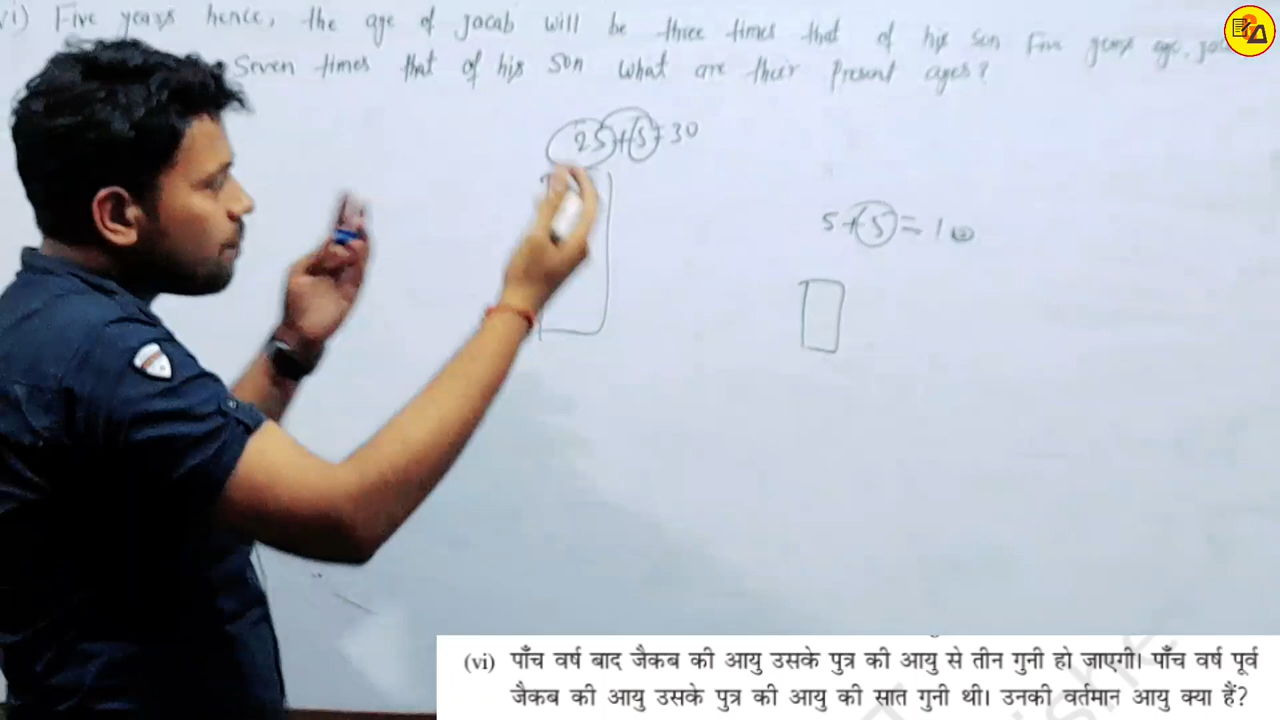 vi) Five years hence, the age of Jacab will be three times that of his son Five years ago,
Seven times that of his son What are their Present ages?
25+5=30
5+5=10
(vi) पाँच वर्ष बाद जैकब की आयु उसके पुत्र की आयु से तीन गुनी हो जाएगी। पाँच वर्ष पूर्व
जैकब की आयु उसके पुत्र की आयु की सात गुनी थी। उनकी वर्तमान आयु क्या हैं?